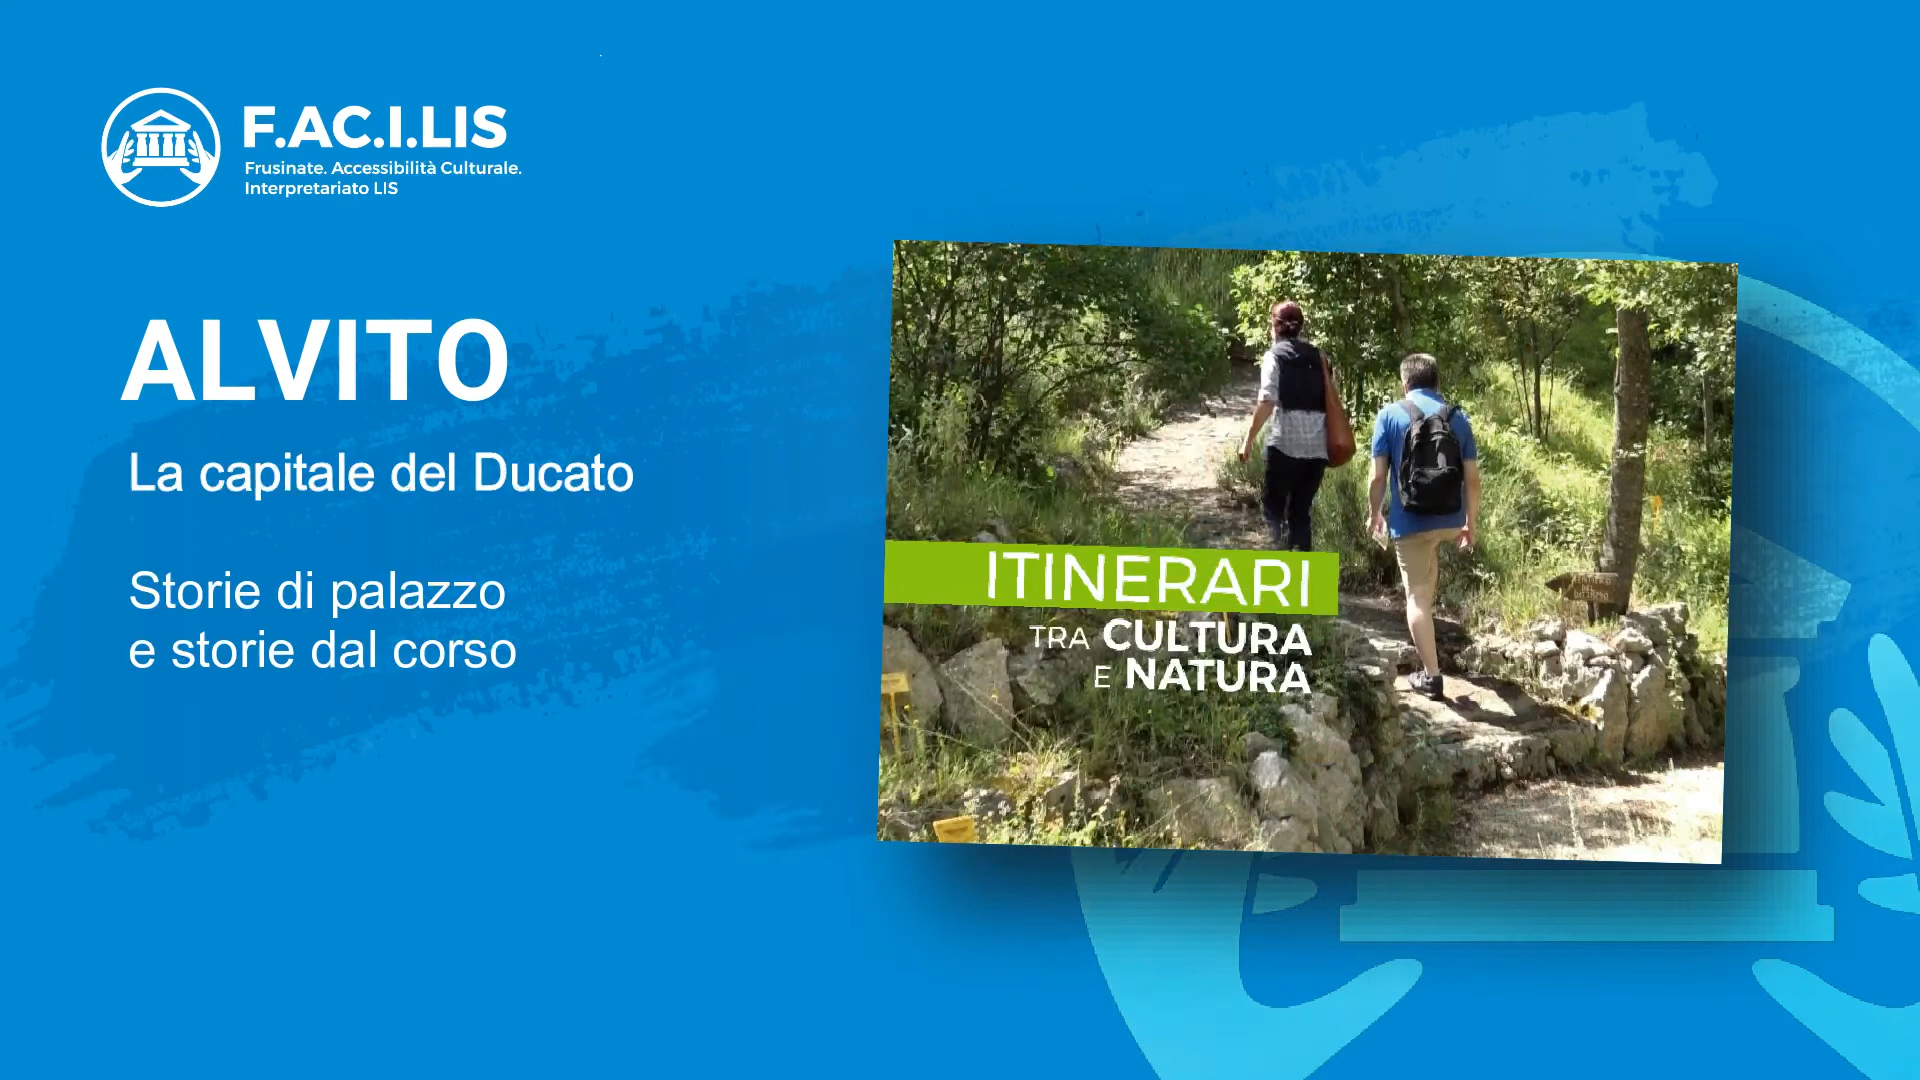 F.AC.I.LIS
Frusinate. Accessibilità Culturale.
Interpretariato LIS
ALVITO
La capitale del Ducato
Storie di palazzo
e storie dal corso
ITINERARI
TRA CULTURA
E NATURA